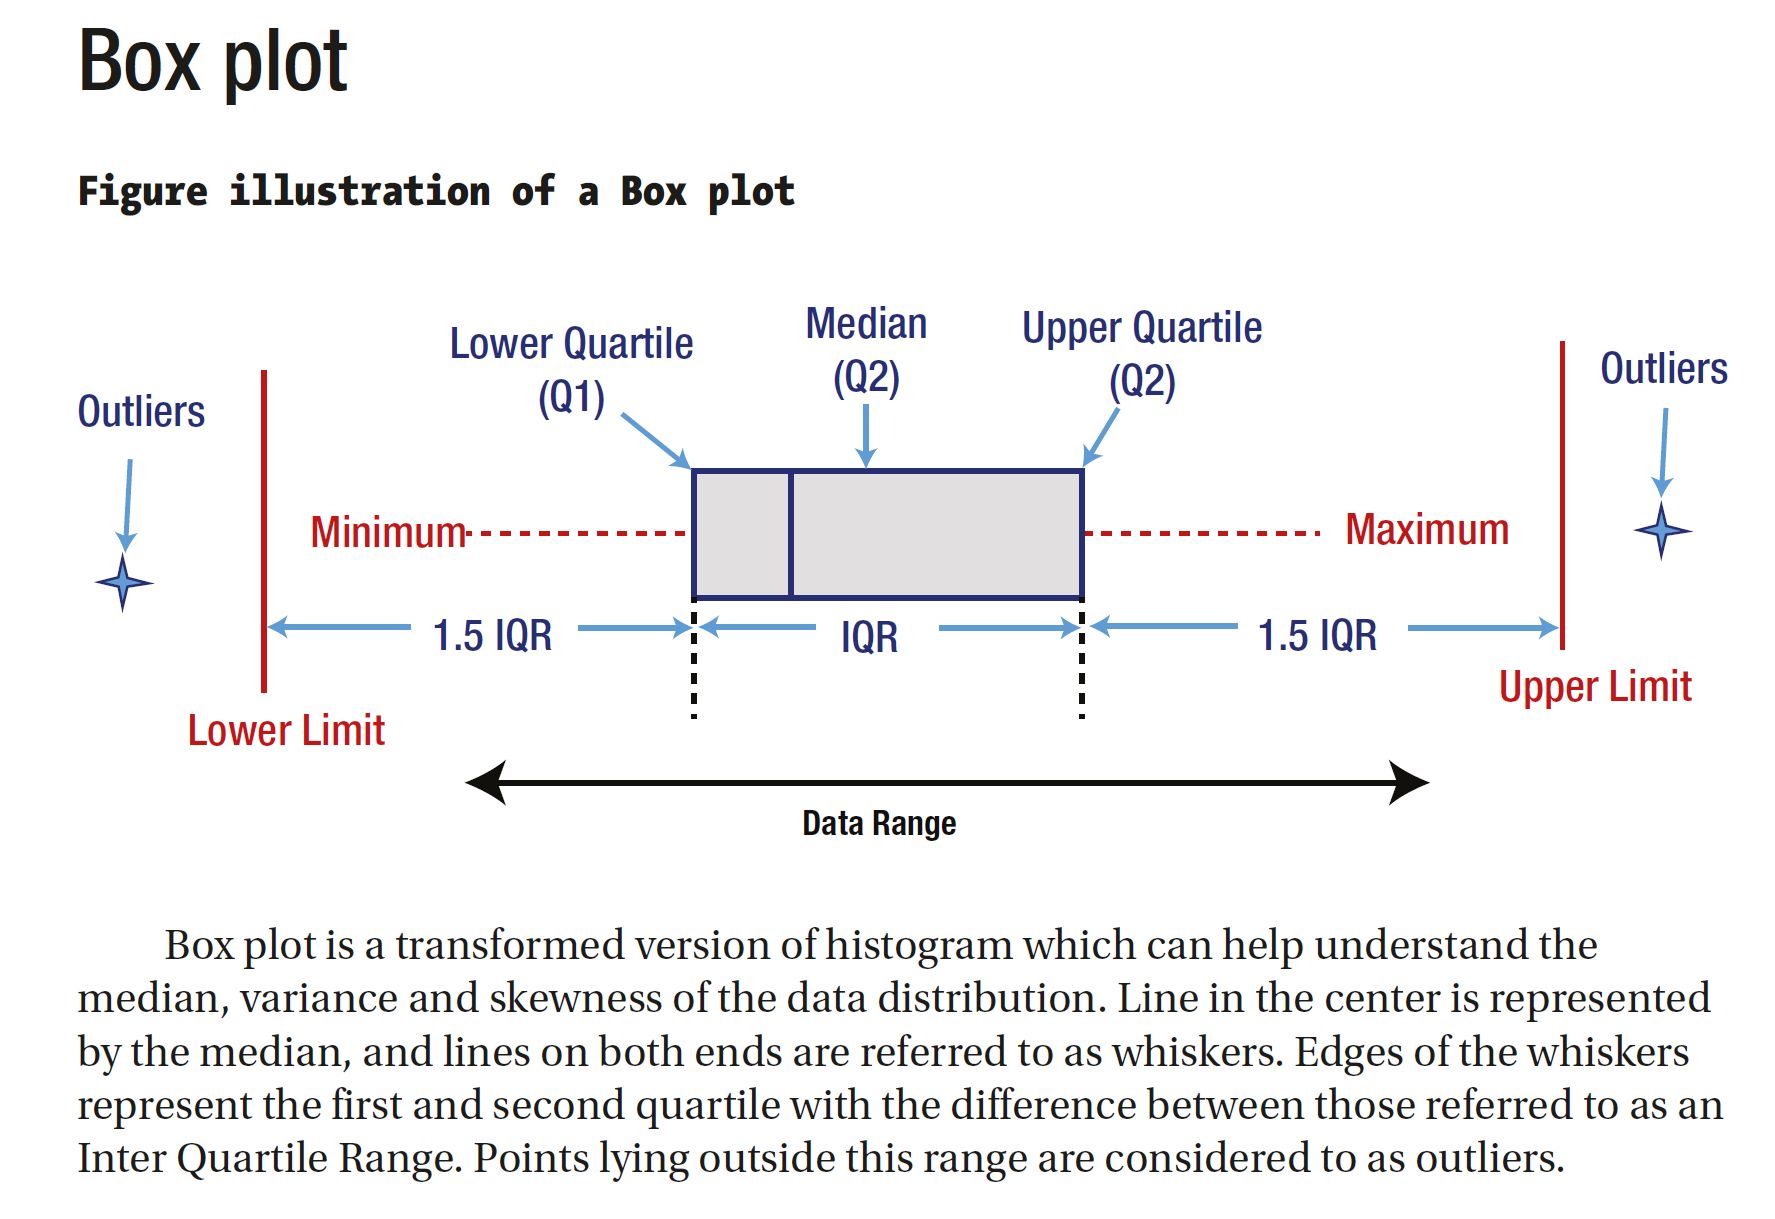 Box plot
Figure illustration of a Box plot
Lower Quartile
(Q1)
Median
(Q2)
Upper Quartile
(Q2)
Outliers
Outliers
Minimum
Maximum
1.5 IQR
IQR
1.5 IQR
Lower Limit
Upper Limit
Data Range
Box plot is a transformed version of histogram which can help understand the
median, variance and skewness of the data distribution. Line in the center is represented
by the median, and lines on both ends are referred to as whiskers. Edges of the whiskers
represent the first and second quartile with the difference between those referred to as an
Inter Quartile Range. Points lying outside this range are considered to as outliers.